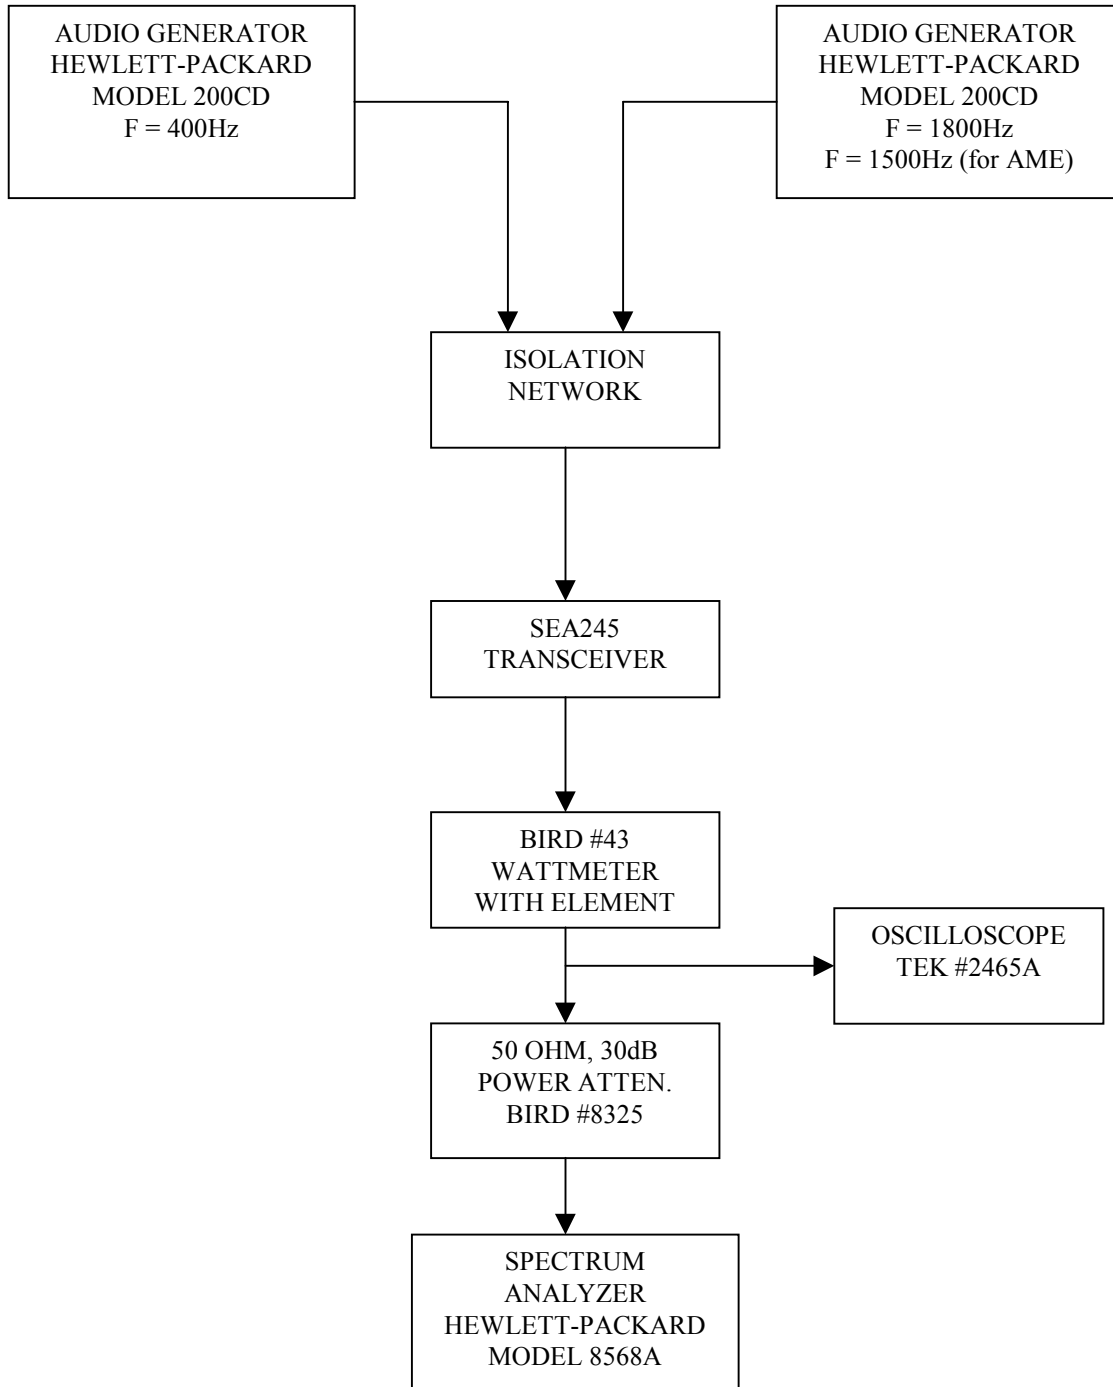 AUDIO GENERATOR
HEWLETT-PACKARD
MODEL 200CD
F = 400Hz
AUDIO GENERATOR
HEWLETT-PACKARD
MODEL 200CD
F = 1800Hz
F = 1500Hz (for AME)
ISOLATION
NETWORK
SEA245
TRANSCEIVER
BIRD #43
WATTMETER
WITH ELEMENT
OSCILLOSCOPE
TEK #2465A
50 OHM, 30dB
POWER ATTEN.
BIRD #8325
SPECTRUM
ANALYZER
HEWLETT-PACKARD
MODEL 8568A